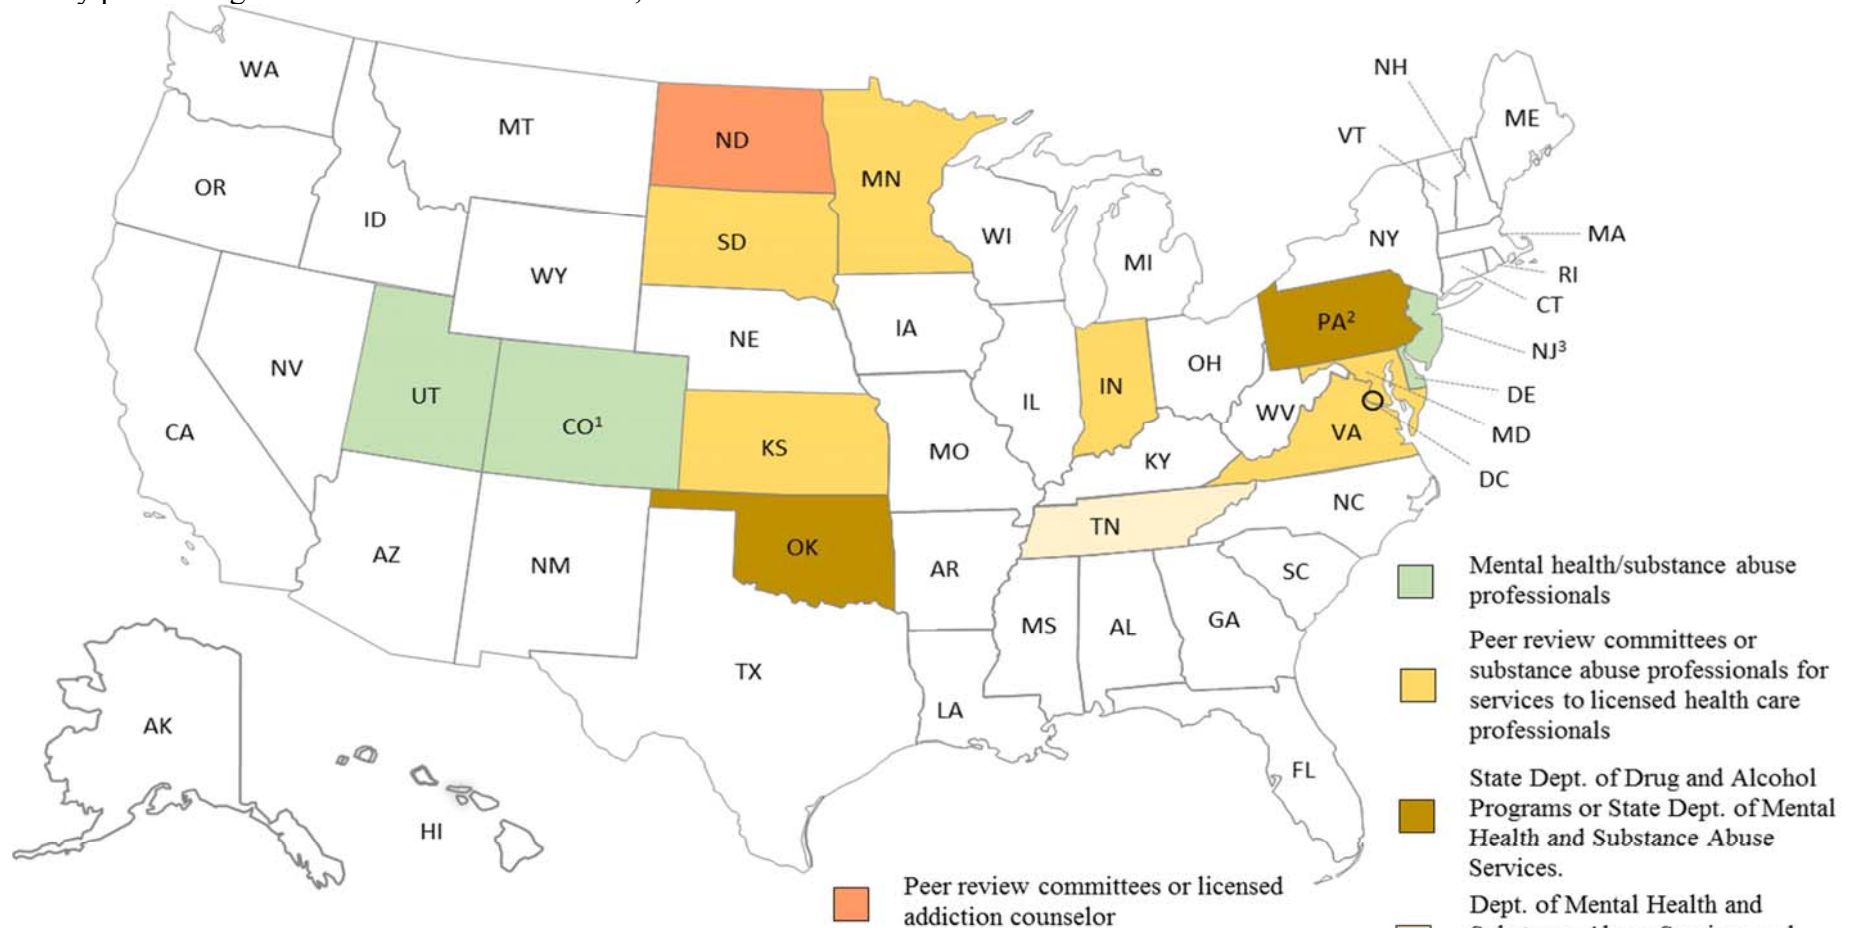 WA
NH
MT
ND
ME
VT
MN
OR
ID
SD
WI
NY
MA
MI
RI
WY
CT
IA
PA²
NE
NJ³
NV
OH
UT
IN
DE
IL
WV
CO¹
CA
VA
MD
KS
MO
KY
DC
NC
TN
OK
AZ
NM
AR
SC
MS
AL
GA
TX
LA
AK
FL
HI
Mental health/substance abuse
professionals
Peer review committees or
substance abuse professionals for
services to licensed health care
professionals
State Dept. of Drug and Alcohol
Programs or State Dept. of Mental
Health and Substance Abuse
Services.
Peer review committees or licensed
addiction counselor
Dept. of Mental Health and